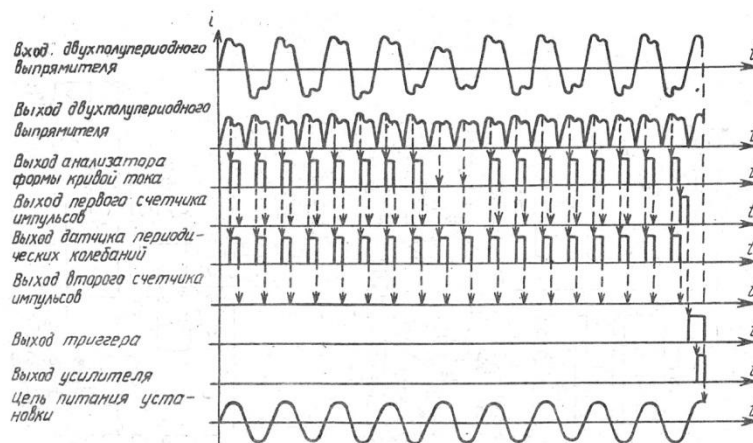 i
Вход. двухполупериодного
выпрямителя
t
Выход двухполупериодного
выпрямителя
t
Выход анализатора
формы кривой тока
t
Выход первого счетчика
импульсов
t
Выход датчика периоди-
ческих колебаний
t
Выход второго счетчика
импульсов
t
Выход триггера
t
Выход усилителя
t
Цепь питания уста-
новки
t